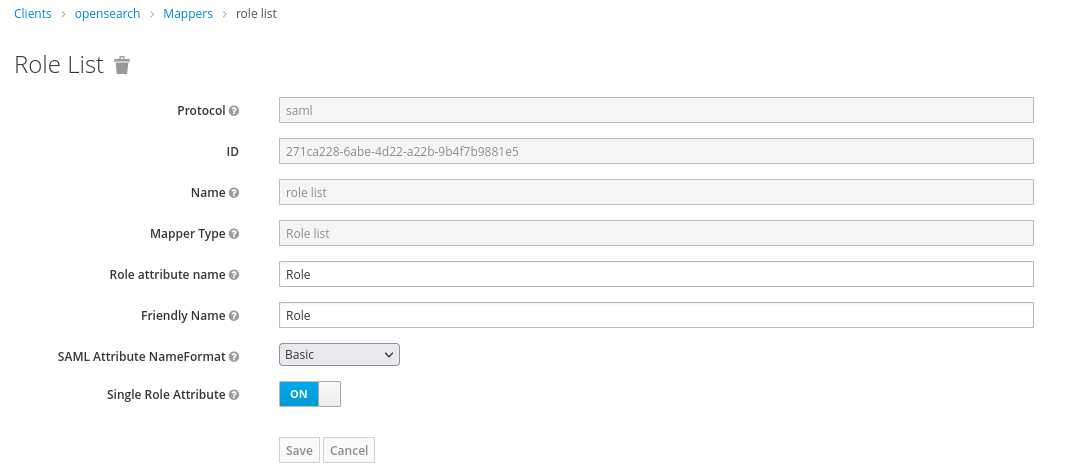 Clients > opensearch > Mappers > role list
Role List
Protocol ? saml
ID 271ca228-6abe-4d22-a22b-9b4f7b9881e5
Name ? role list
Mapper Type ? Role list
Role attribute name ? Role
Friendly Name ? Role
SAML Attribute NameFormat ? Basic
Single Role Attribute ? ON
Save Cancel